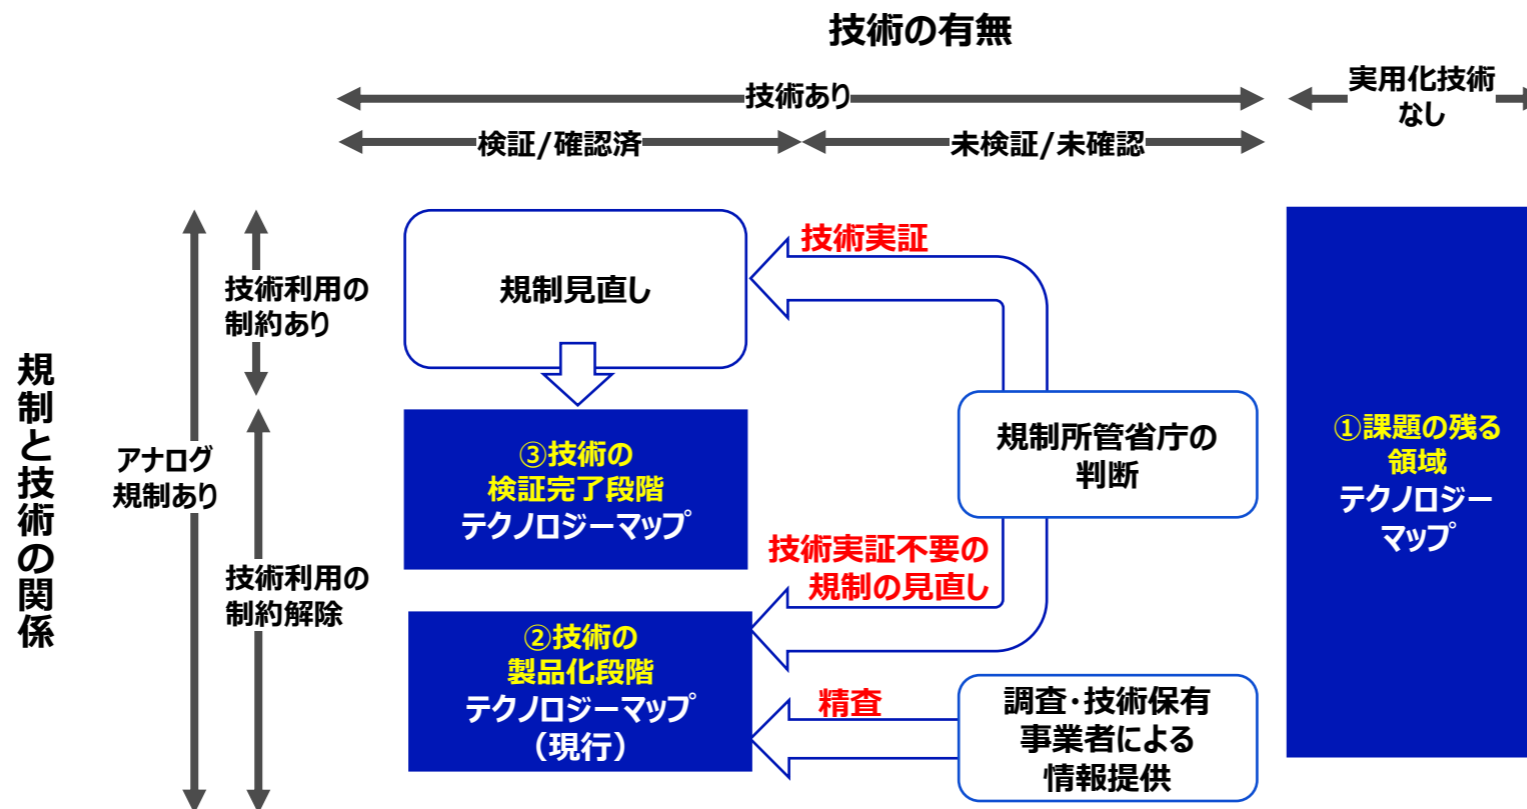 技術の有無
技術あり
実用化技術
なし
検証/確認済
未検証/未確認
規制と技術の関係
アナログ
規制あり
技術利用の
制約あり
技術利用の
制約解除
規制見直し
技術実証
③技術の
検証完了段階
テクノロジーマップ
規制所管省庁の
判断
技術実証不要の
規制の見直し
②技術の
製品化段階
テクノロジーマップ
（現行）
精査
調査・技術保有
事業者による
情報提供
①課題の残る
領域
テクノロジー
マップ